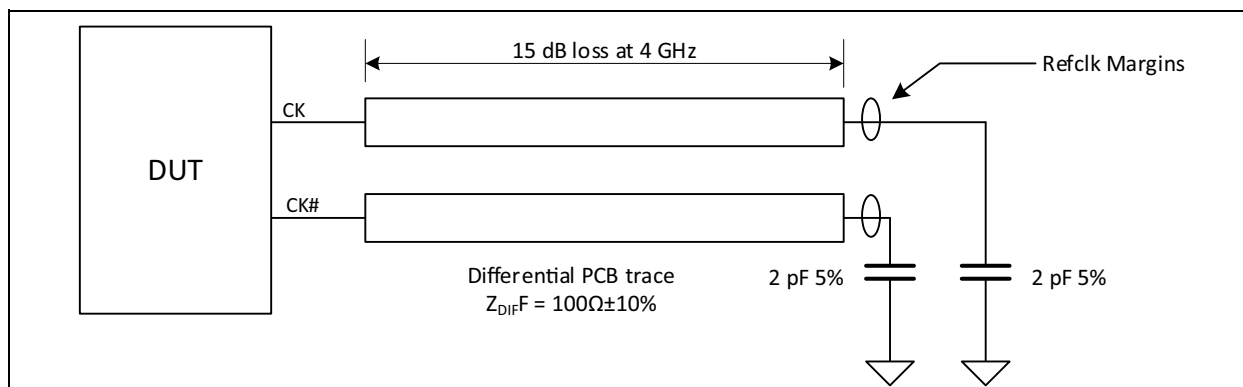 15 dB loss at 4 GHz
Refclk Margins
CK
DUT
CK#
Differential PCB trace
Z_DIFF = 100Ω±10%
2 pF 5%
2 pF 5%